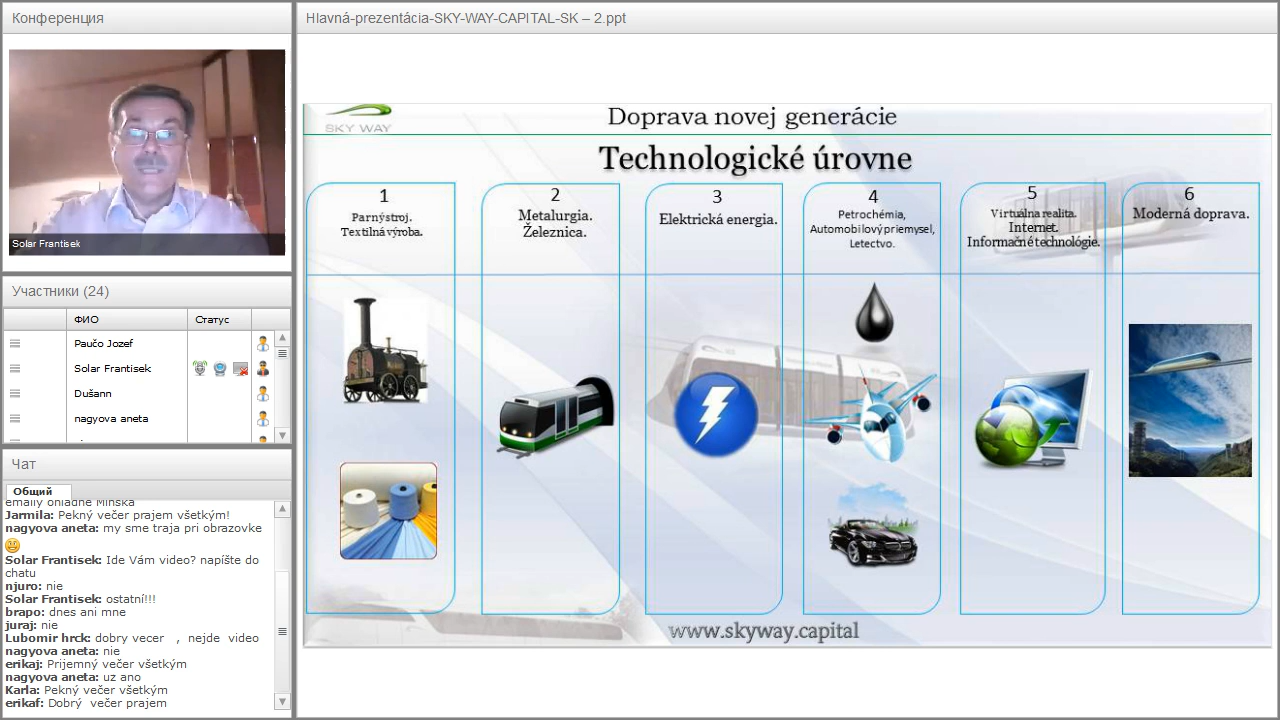 Конференция
Solar Frantisek
Участники (24)
ФИО
Статус
Paučo Jozef
Solar Frantisek
Dušann
nagyova aneta
Чат
Общий
emaily ohladne Minska
Jarmila: Pekný večer prajem všetkým!
nagyova aneta: my sme traja pri obrazovke
Solar Frantisek: Ide Vám napíšte do
chatu
njuro: nie
Solar Frantisek: ostatní!!!
brapo: dnes ani mne
juraj: nie
Lubomir hrck: dobry vecer , nejde video
nagyova aneta: nie
erikaj: Prijemný večer všetkým
nagyova aneta: uz ano
Karla: Pekný večer všetkým
erikaf: Dobrý večer prajem
Hlavná-prezentácia-SKY-WAY-CAPITAL-SK – 2.ppt
SKY WAY
Doprava novej generácie
Technologické úrovne
1
Parný stroj.
Textilná výroba.
2
Metalurgia.
Železnica.
3
Elektrická energia.
4
Petrochémia,
Automobilový priemysel,
Letectvo.
5
Virtuálna realita.
Internet.
Informačné technológie.
6
Moderná doprava.
www.skyway.capital